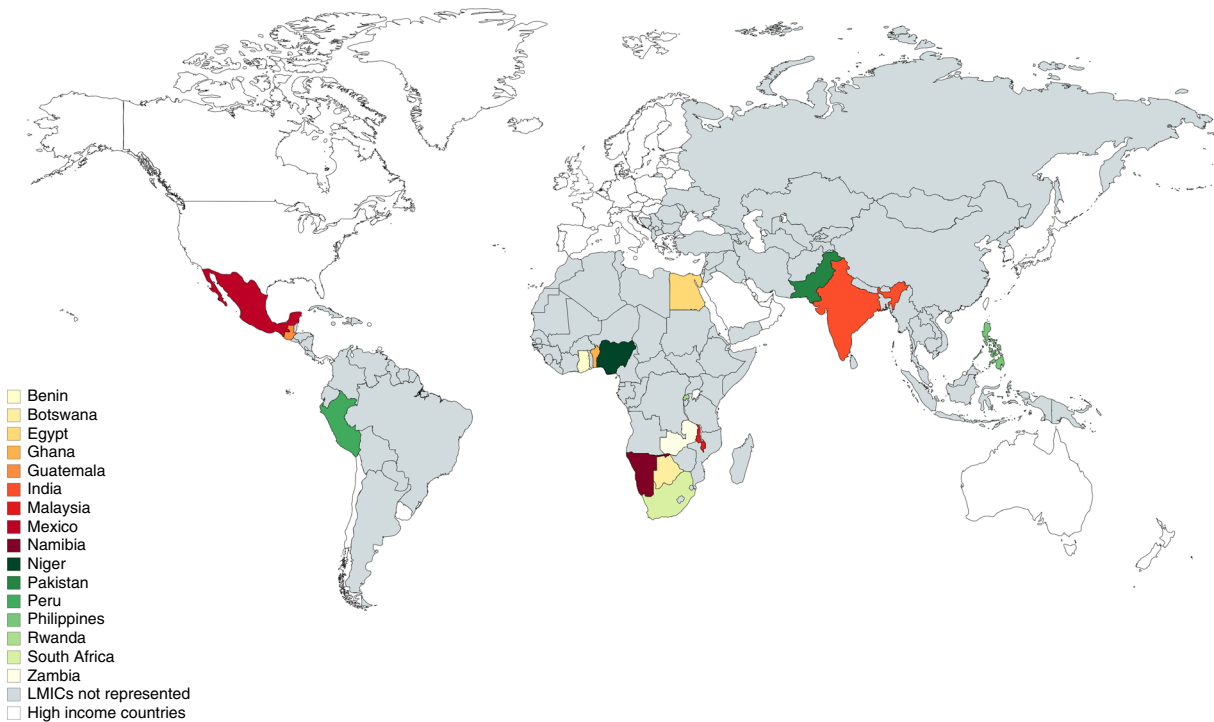 Benin
Botswana
Egypt
Ghana
Guatemala
India
Malaysia
Mexico
Namibia
Niger
Pakistan
Peru
Philippines
Rwanda
South Africa
Zambia
LMICs not represented
High income countries